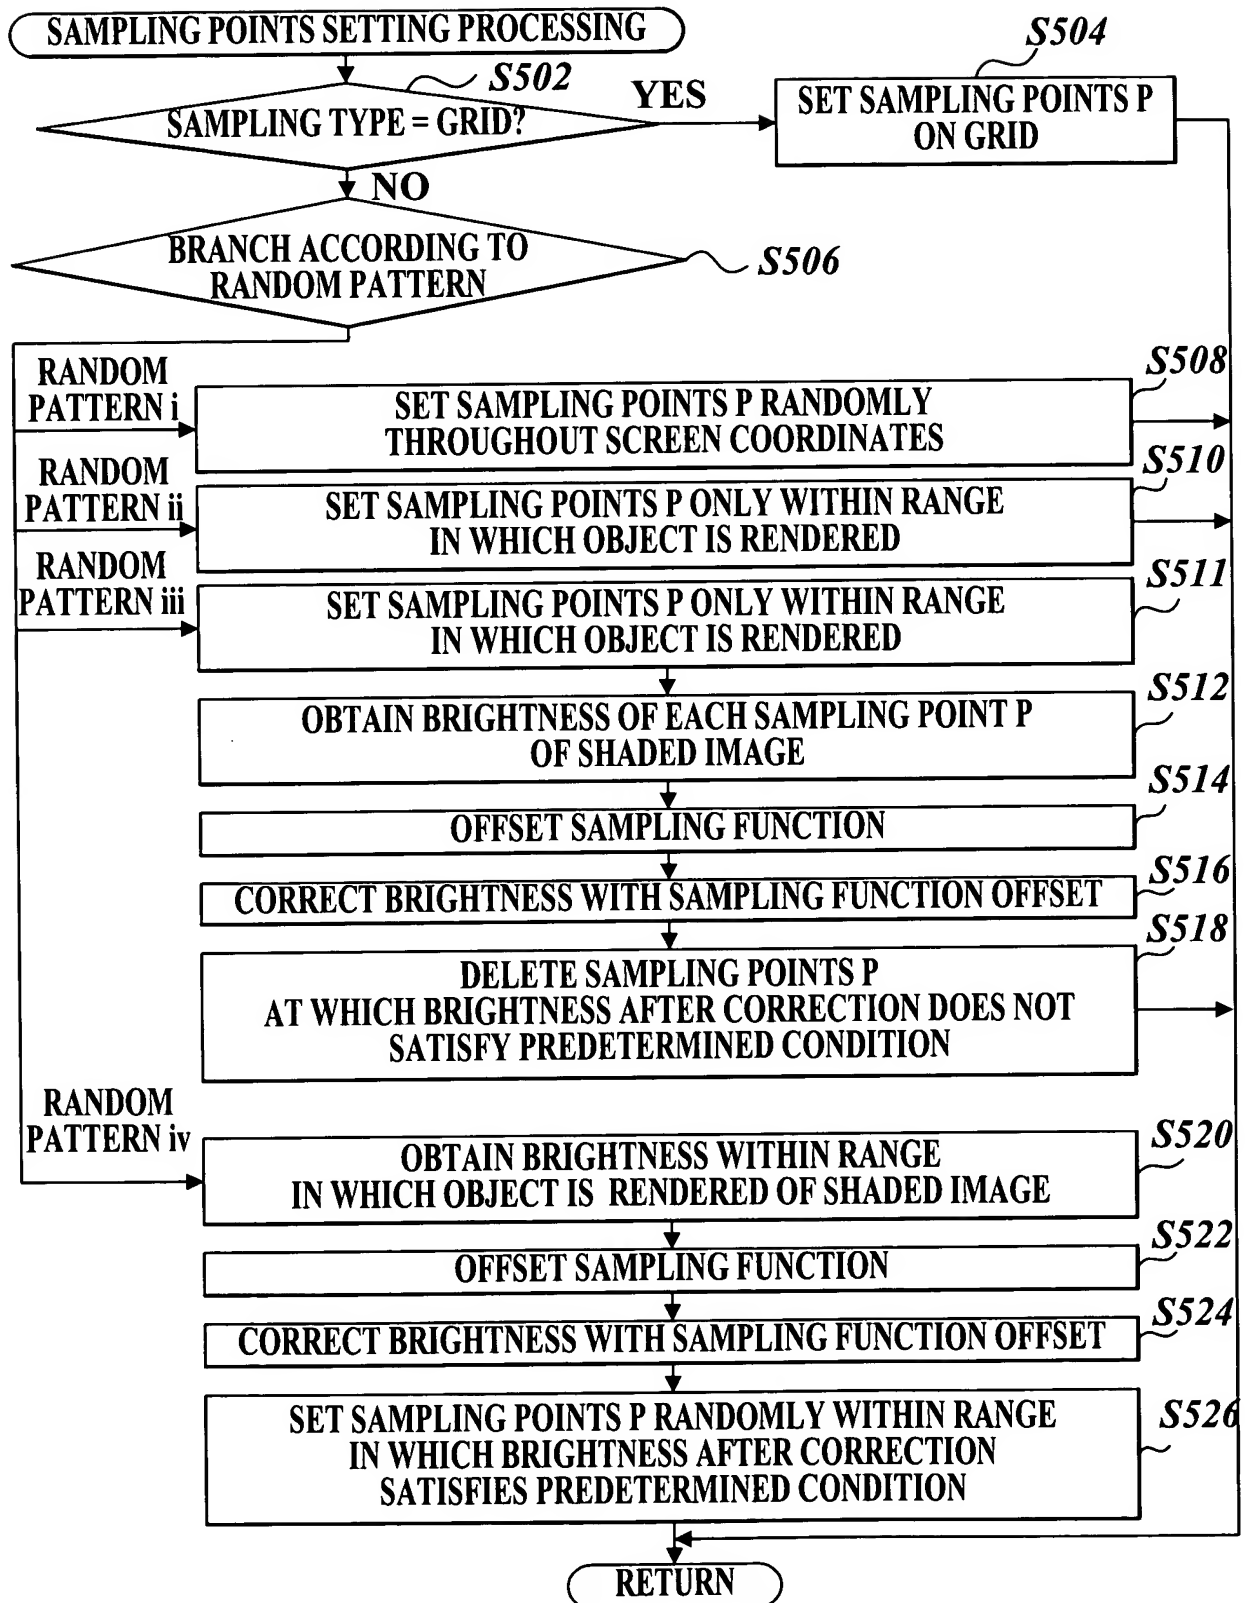 SAMPLING POINTS SETTING PROCESSING
S502
SAMPLING TYPE = GRID?
YES
S504
SET SAMPLING POINTS P
ON GRID
NO
BRANCH ACCORDING TO
RANDOM PATTERN
S506
RANDOM
PATTERN i
S508
SET SAMPLING POINTS P RANDOMLY
THROUGHOUT SCREEN COORDINATES
RANDOM
PATTERN ii
S510
SET SAMPLING POINTS P ONLY WITHIN RANGE
IN WHICH OBJECT IS RENDERED
RANDOM
PATTERN iii
S511
SET SAMPLING POINTS P ONLY WITHIN RANGE
IN WHICH OBJECT IS RENDERED
S512
OBTAIN BRIGHTNESS OF EACH SAMPLING POINT P
OF SHADED IMAGE
S514
OFFSET SAMPLING FUNCTION
S516
CORRECT BRIGHTNESS WITH SAMPLING FUNCTION OFFSET
S518
DELETE SAMPLING POINTS P
AT WHICH BRIGHTNESS AFTER CORRECTION DOES NOT
SATISFY PREDETERMINED CONDITION
RANDOM
PATTERN iv
S520
OBTAIN BRIGHTNESS WITHIN RANGE
IN WHICH OBJECT IS RENDERED OF SHADED IMAGE
S522
OFFSET SAMPLING FUNCTION
S524
CORRECT BRIGHTNESS WITH SAMPLING FUNCTION OFFSET
S526
SET SAMPLING POINTS P RANDOMLY WITHIN RANGE
IN WHICH BRIGHTNESS AFTER CORRECTION
SATISFIES PREDETERMINED CONDITION
RETURN